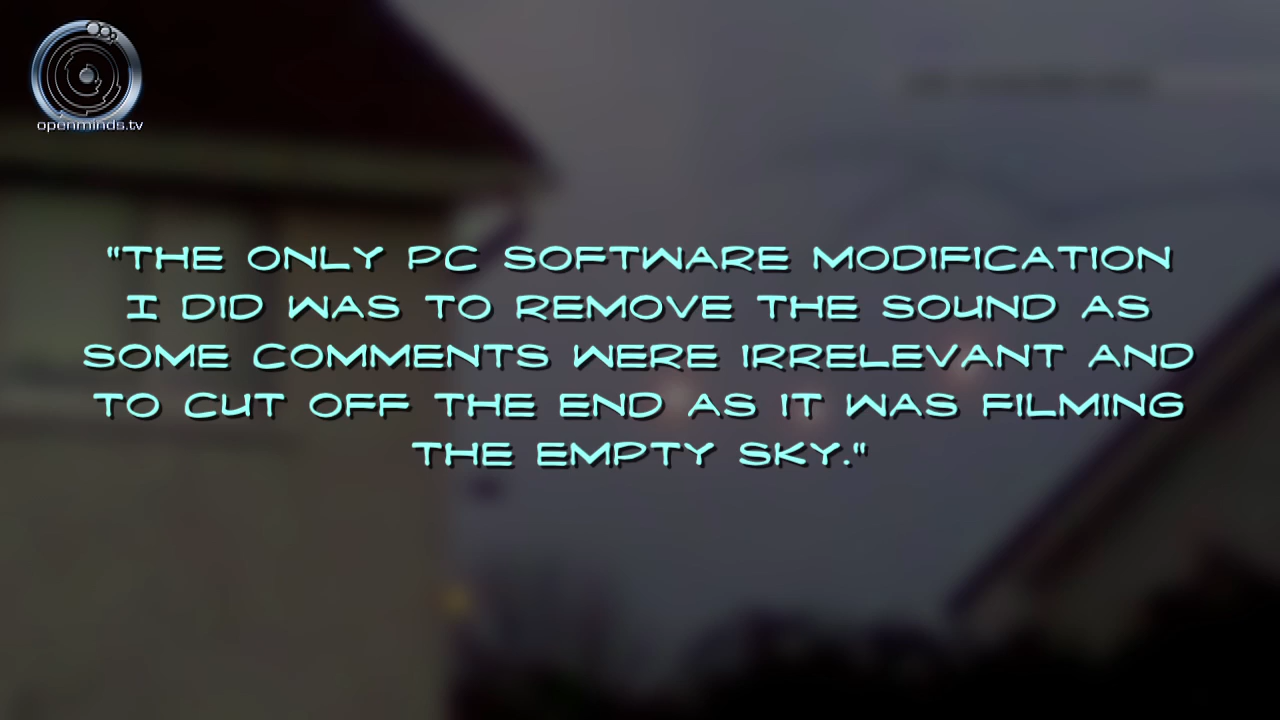 openminds.tv
"THE ONLY PC SOFTWARE MODIFICATION
I DID WAS TO REMOVE THE SOUND AS
SOME COMMENTS WERE IRRELEVANT AND
TO CUT OFF THE END AS IT WAS FILMING
THE EMPTY SKY."